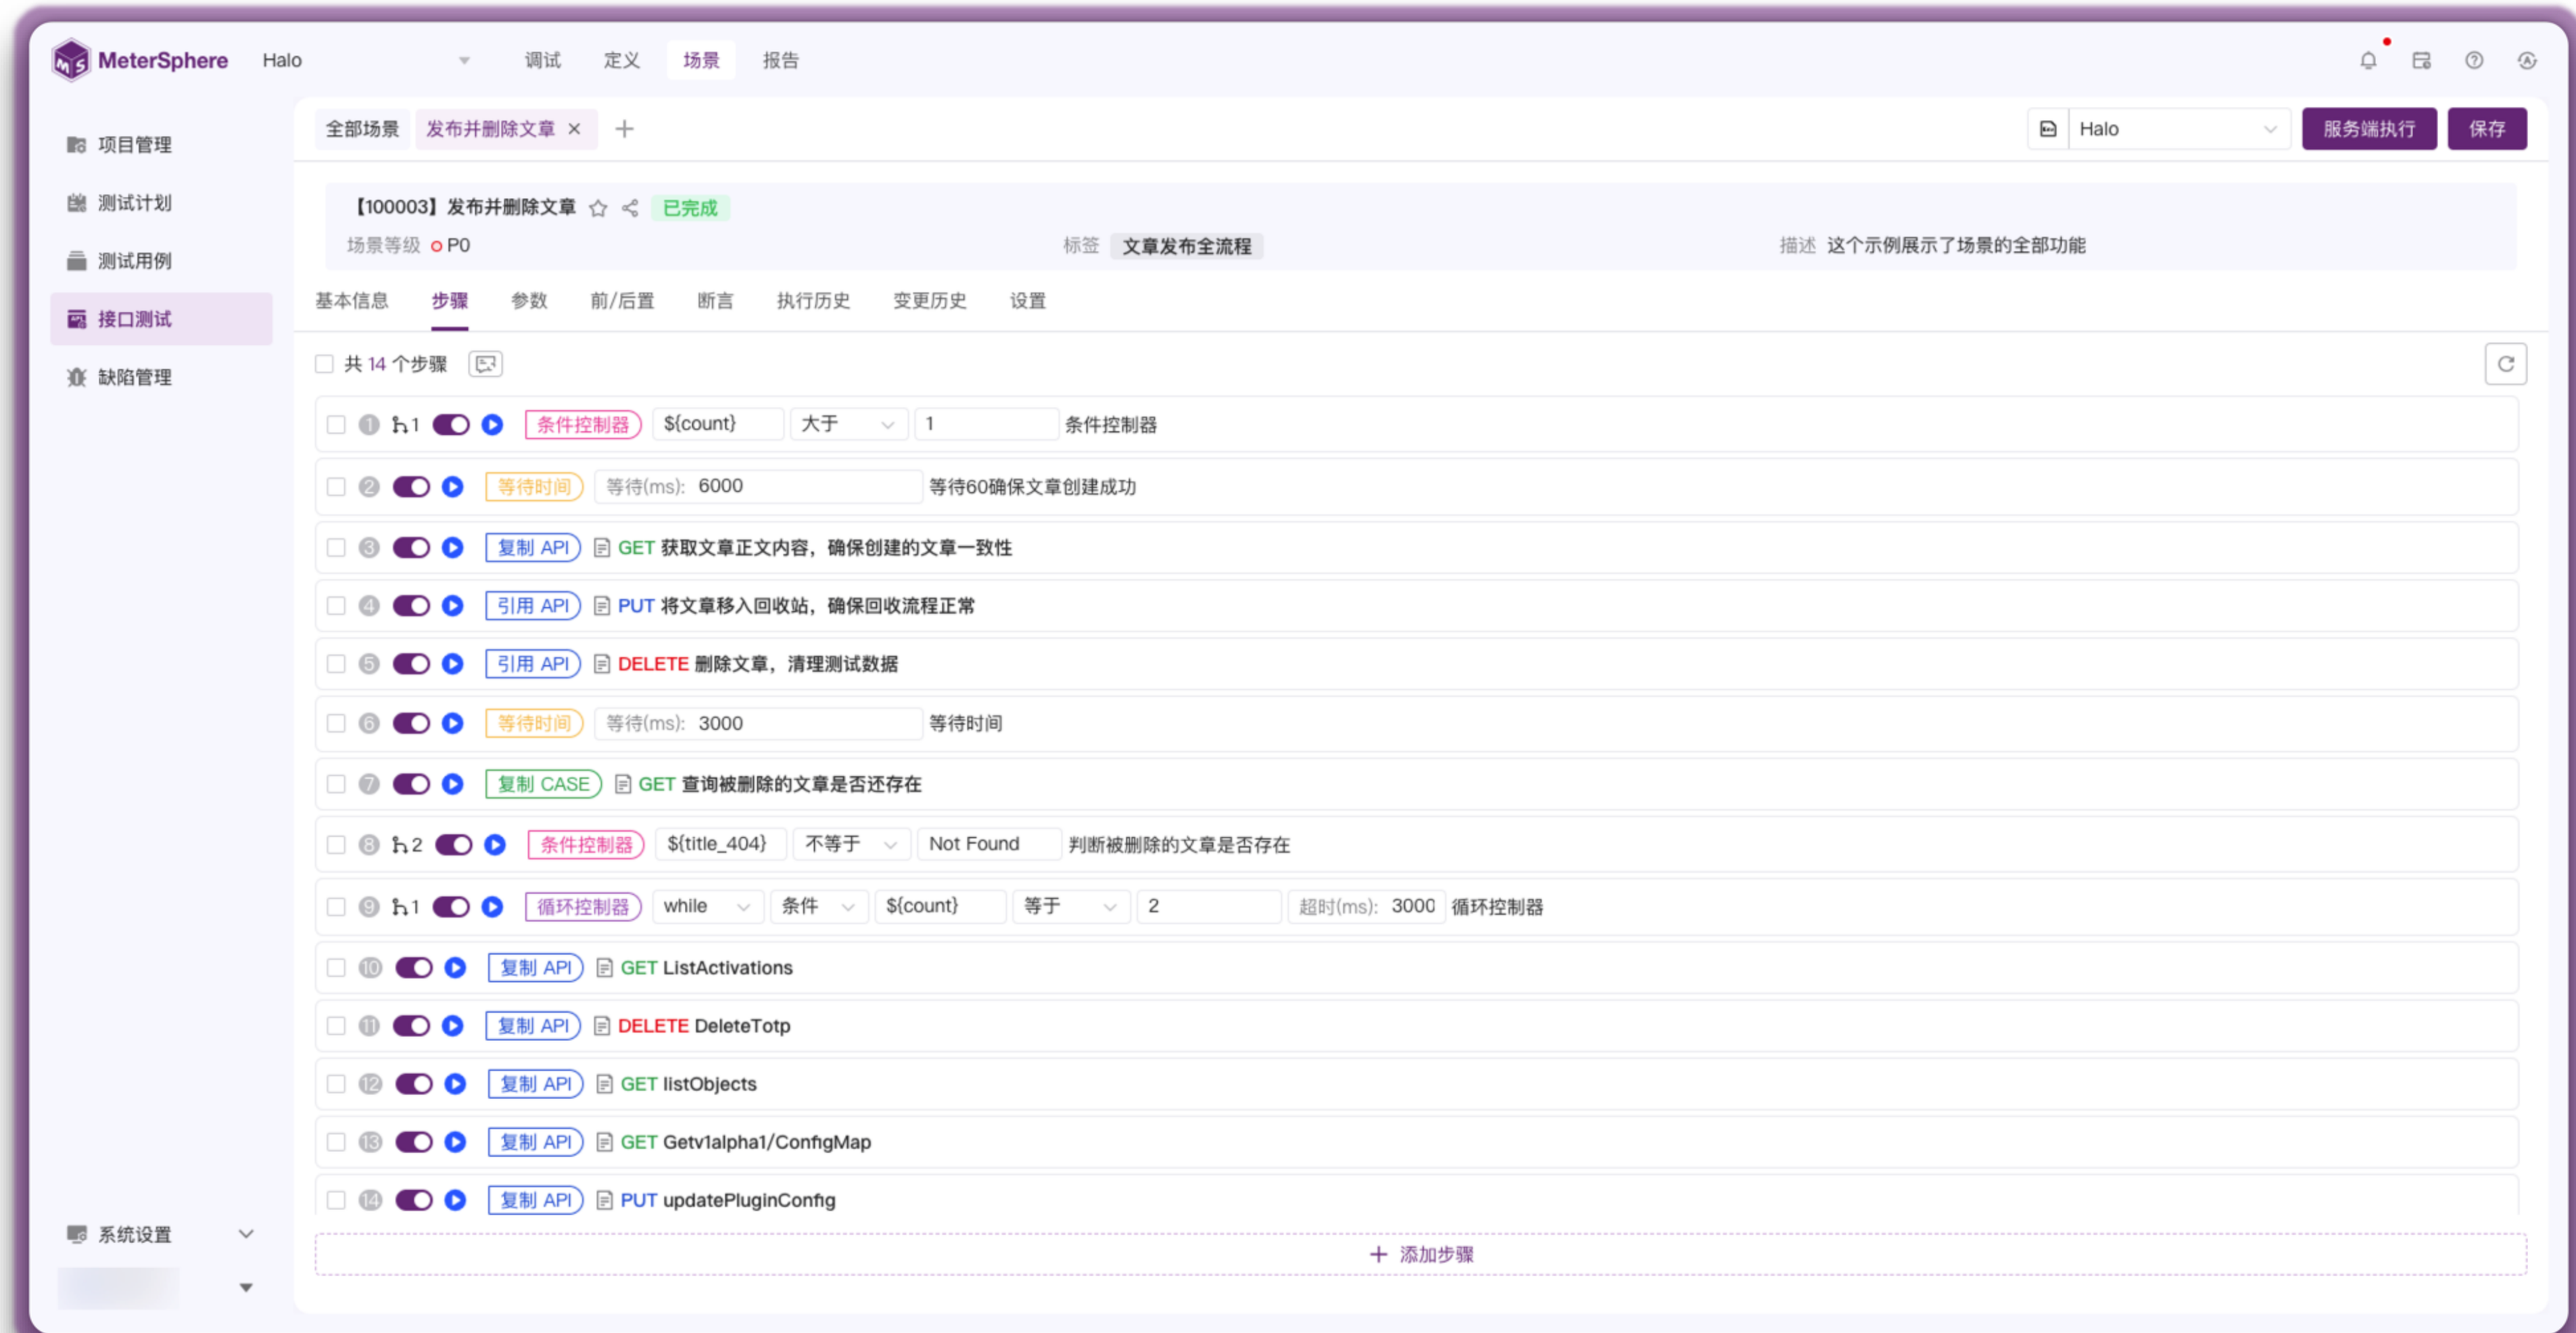 MeterSphere Halo 调试 定义 场景 报告
项目管理
测试计划
测试用例
接口测试
缺陷管理
系统设置
全部场景 发布并删除文章 Halo 服务端执行 保存
【100003】发布并删除文章 已完成
场景等级 P0 标签 文章发布全流程 描述 这个示例展示了场景的全部功能
基本信息 步骤 参数 前/后置 断言 执行历史 变更历史 设置
共 14 个步骤
1 1 条件控制器 ${count} 大于 1 条件控制器
2 等待时间 等待(ms): 6000 等待60确保文章创建成功
3 复制 API GET 获取文章正文内容，确保创建的文章一致性
4 引用 API PUT 将文章移入回收站，确保回收流程正常
5 引用 API DELETE 删除文章，清理测试数据
6 等待时间 等待(ms): 3000 等待时间
7 复制 CASE GET 查询被删除的文章是否还存在
8 2 条件控制器 ${title_404} 不等于 Not Found 判断被删除的文章是否存在
9 1 循环控制器 while 条件 ${count} 等于 2 超时(ms): 3000 循环控制器
10 复制 API GET ListActivations
11 复制 API DELETE DeleteTotp
12 复制 API GET listObjects
13 复制 API GET Getv1alpha1/ConfigMap
14 复制 API PUT updatePluginConfig
添加步骤